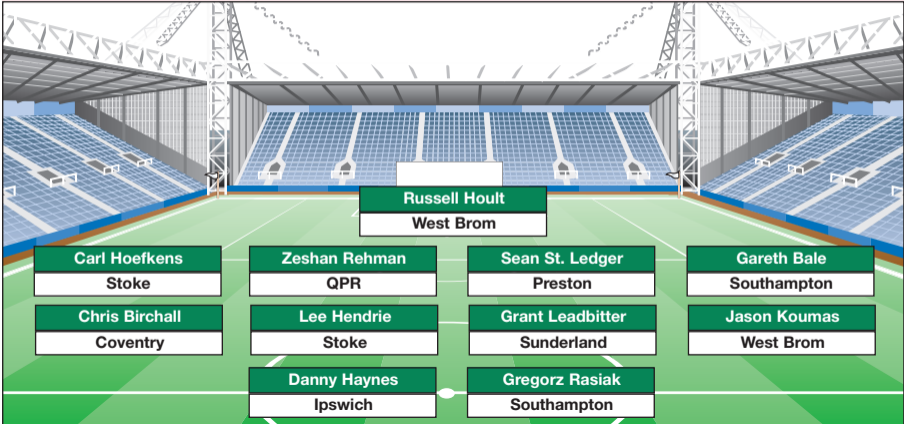 Russell Hoult
West Brom
Carl Hoefkens
Stoke
Zeshan Rehman
QPR
Sean St. Ledger
Preston
Gareth Bale
Southampton
Chris Birchall
Coventry
Lee Hendrie
Stoke
Grant Leadbitter
Sunderland
Jason Koumas
West Brom
Danny Haynes
Ipswich
Gregorz Rasiak
Southampton